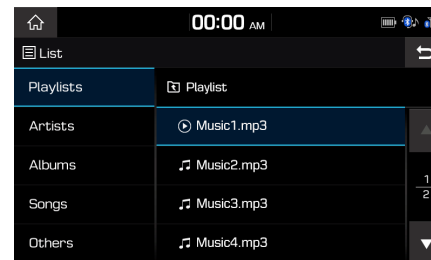 00:00 AM
List
Playlists
Playlist
Artists
Music1.mp3
Albums
Music2.mp3
1
2
Songs
Music3.mp3
Others
Music4.mp3